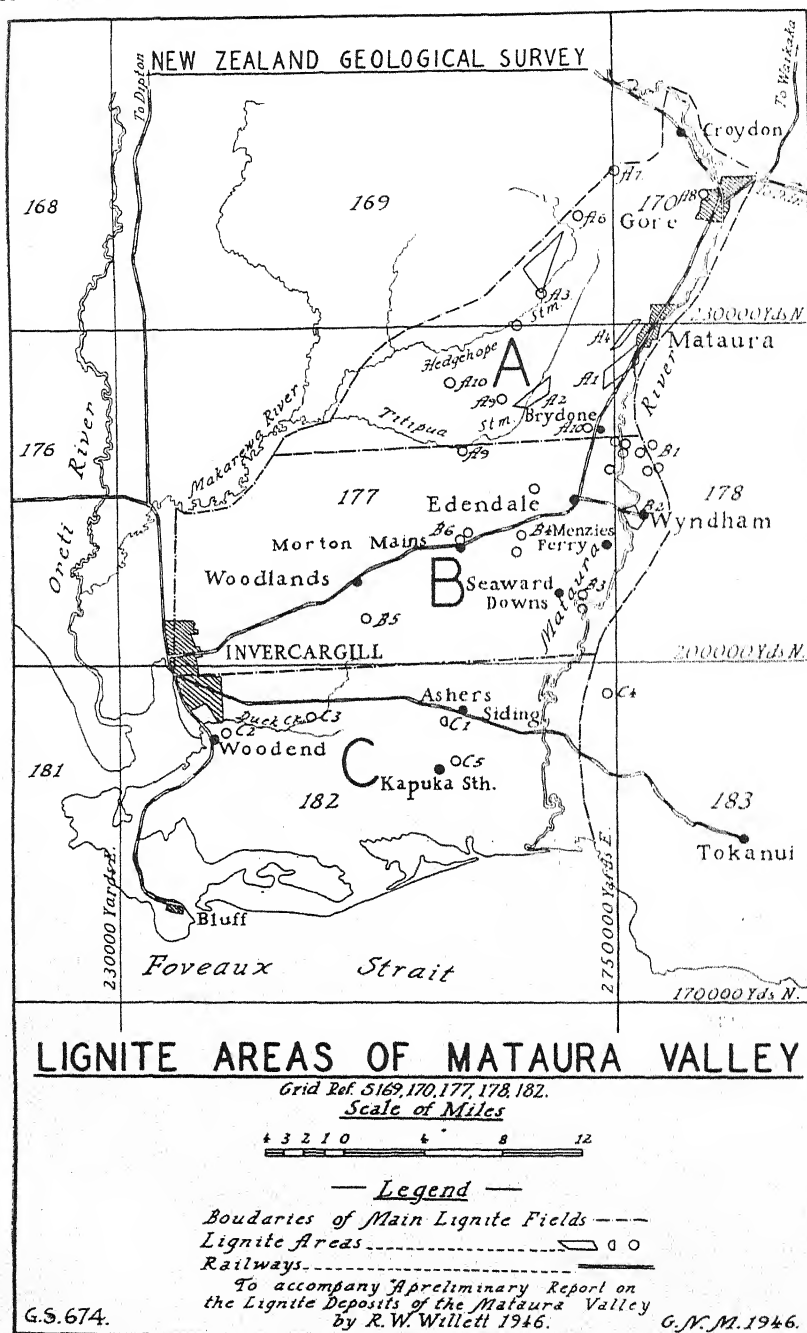 NEW ZEALAND GEOLOGICAL SURVEY
To Dipton
To Waikaka
Croydon
A7
168
169
170
A8
Gore
A6
A3
Stm.
230000 Yds N
Hedgehope
A
A4
Mataura
A10
A1
River
A9
A2
Stm.
Brydone
Makarewa River
Titipua
A10
176
A9
B1
Oreti River
177
178
Edendale
B2
Wyndham
B6
B4
Menzies
Ferry
Morton Mains
Woodlands
B
Seaward
Downs
Mataura
B3
B5
INVERCARGILL
200000 Yds N.
Ashers
Siding
C4
Duck Ck.
C3
C1
C2
Woodend
C5
181
C
Kapuka Sth.
182
183
Tokanui
230000 Yards E.
2750000 Yards E.
Bluff
Foveaux Strait
170000 Yds N.
LIGNITE AREAS OF MATAURA VALLEY
Grid Ref. S169, 170, 177, 178, 182.
Scale of Miles
4 3 2 1 0 4 8 12
— Legend —
Boudaries of Main Lignite Fields
Lignite Areas
Railways
To accompany "Apreliminary Report on
the Lignite Deposits of the Mataura Valley
by R. W. Willett 1946.
G.S. 674.
G.N.M. 1946.